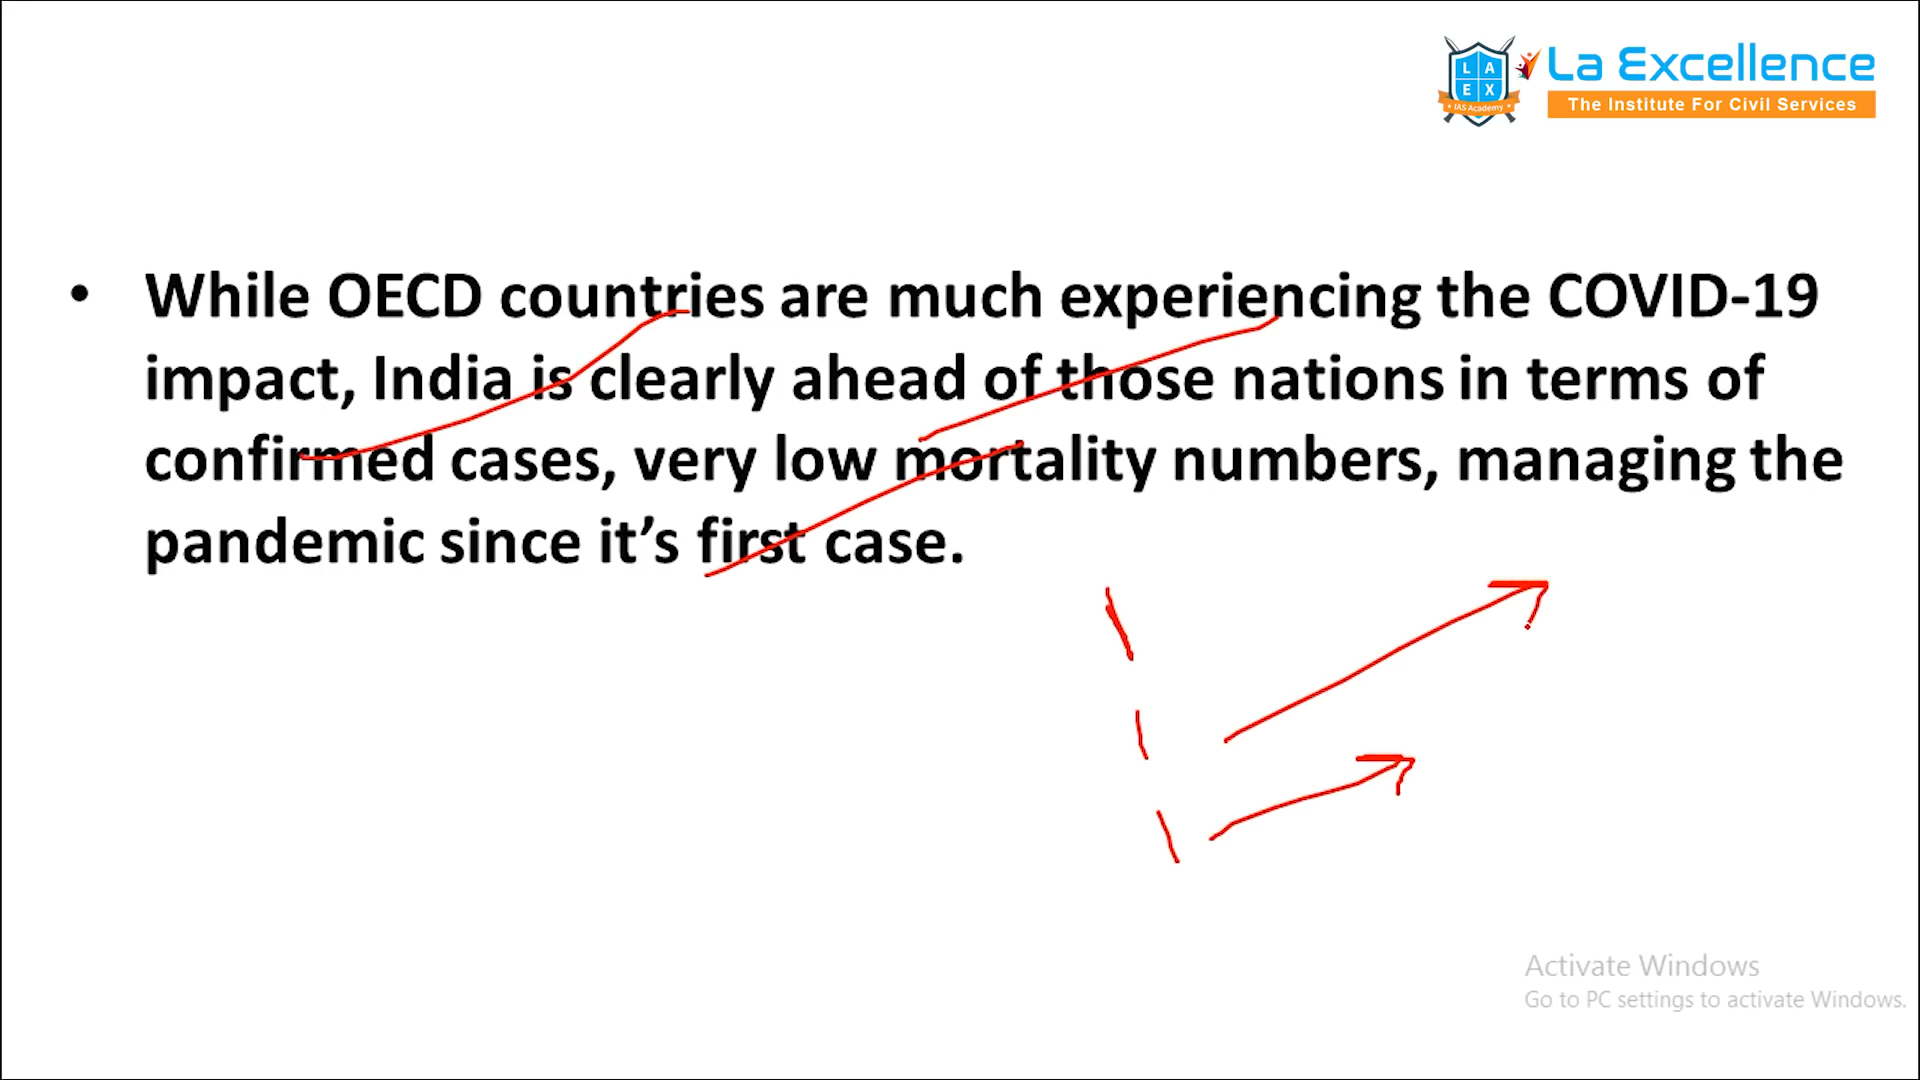 LA
EX
IAS Academy
La Excellence
The Institute For Civil Services
• While OECD countries are much experiencing the COVID-19
impact, India is clearly ahead of those nations in terms of
confirmed cases, very low mortality numbers, managing the
pandemic since it’s first case.
Activate Windows
Go to PC settings to activate Windows.